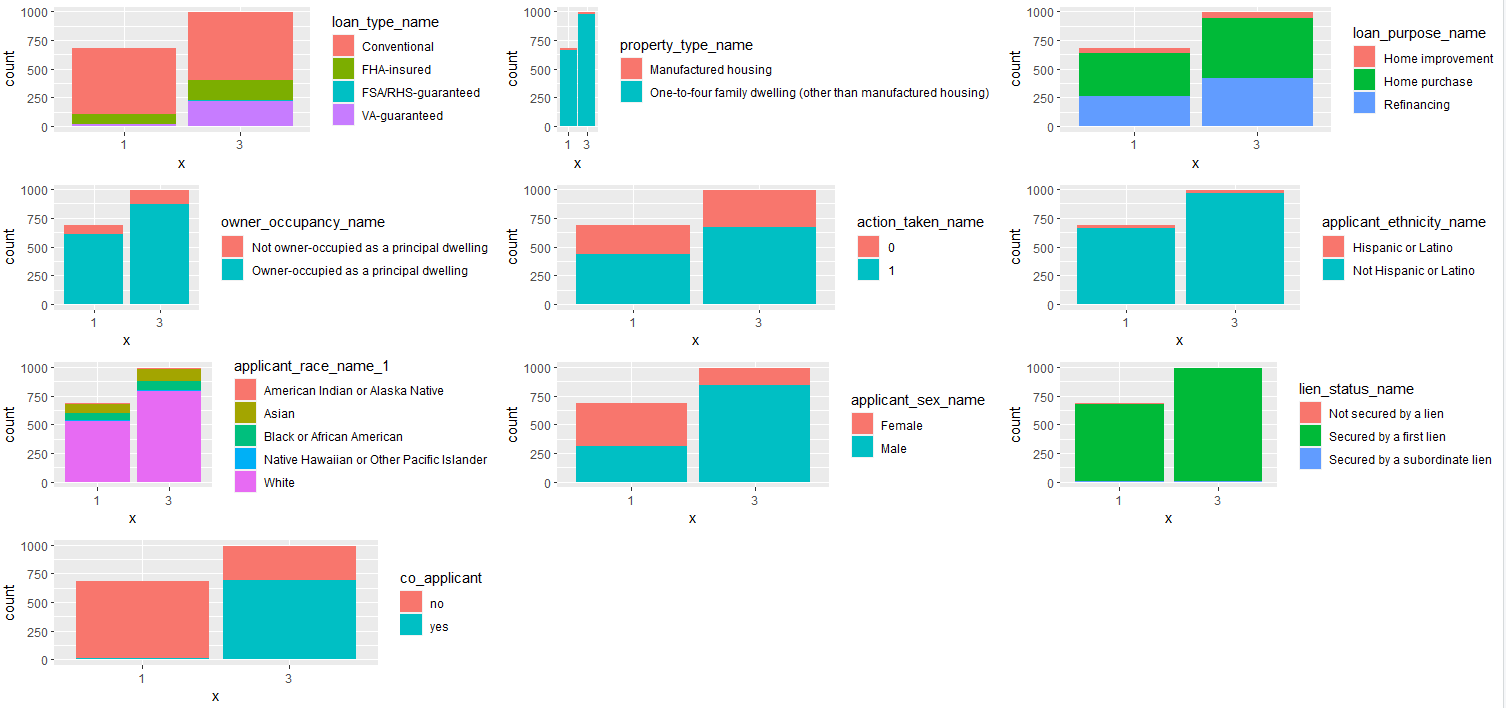 loan_type_name
1000
750
500
250
0
count
1
3
x
Conventional
FHA-insured
FSA/RHS-guaranteed
VA-guaranteed
property_type_name
1000
750
500
250
0
count
1
3
x
Manufactured housing
One-to-four family dwelling (other than manufactured housing)
loan_purpose_name
1000
750
500
250
0
count
1
3
x
Home improvement
Home purchase
Refinancing
owner_occupancy_name
1000
750
500
250
0
count
1
3
x
Not owner-occupied as a principal dwelling
Owner-occupied as a principal dwelling
action_taken_name
1000
750
500
250
0
count
1
3
x
0
1
applicant_ethnicity_name
1000
750
500
250
0
count
1
3
x
Hispanic or Latino
Not Hispanic or Latino
applicant_race_name_1
1000
750
500
250
0
count
1
3
x
American Indian or Alaska Native
Asian
Black or African American
Native Hawaiian or Other Pacific Islander
White
applicant_sex_name
1000
750
500
250
0
count
1
3
x
Female
Male
lien_status_name
1000
750
500
250
0
count
1
3
x
Not secured by a lien
Secured by a first lien
Secured by a subordinate lien
co_applicant
1000
750
500
250
0
count
1
3
x
no
yes